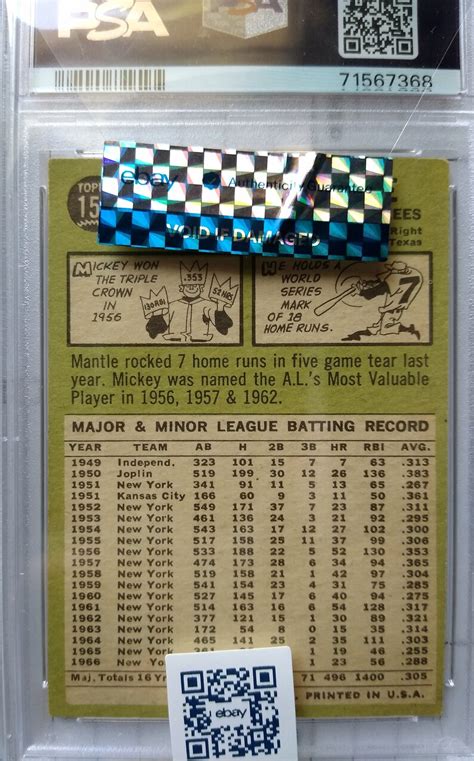 PSA
PSA
71567368
TOPPS
15
EES
Right
Texas
ebay Authenticity Guarantee
VOID IF DAMAGED
MICKEY WON
THE TRIPLE
CROWN
IN
1956
130 RBI
.353
52 HRS
HE HOLDS A
WORLD
SERIES
MARK
OF 18
HOME RUNS.
7
Mantle rocked 7 home runs in five game tear last
year. Mickey was named the A.L.'s Most Valuable
Player in 1956, 1957 & 1962.
MAJOR & MINOR LEAGUE BATTING RECORD
YEAR TEAM AB H 2B 3B HR RBI AVG.
1949 Independ. 323 101 15 7 7 63 .313
1950 Joplin 519 199 30 12 26 136 .383
1951 New York 341 91 11 5 13 65 .267
1951 Kansas City 166 60 9 3 11 50 .361
1952 New York 549 171 37 7 23 87 .311
1953 New York 461 136 24 3 21 92 .295
1954 New York 543 163 17 12 27 102 .300
1955 New York 517 158 25 11 37 99 .306
1956 New York 533 188 22 5 52 130 .353
1957 New York 474 173 28 6 34 94 .365
1958 New York 519 158 21 1 42 97 .304
1959 New York 541 154 23 4 31 75 .285
1960 New York 527 145 17 6 40 94 .275
1961 New York 514 163 16 6 54 128 .317
1962 New York 377 121 15 1 30 89 .321
1963 New York 172 54 8 0 15 35 .314
1964 New York 465 141 25 2 35 111 .303
1965 New York 361 1 19 46 .255
1966 New Yo 1 23 56 .288
Maj. Totals 16 Yr 71 496 1400 .305
PRINTED IN U.S.A.
ebay